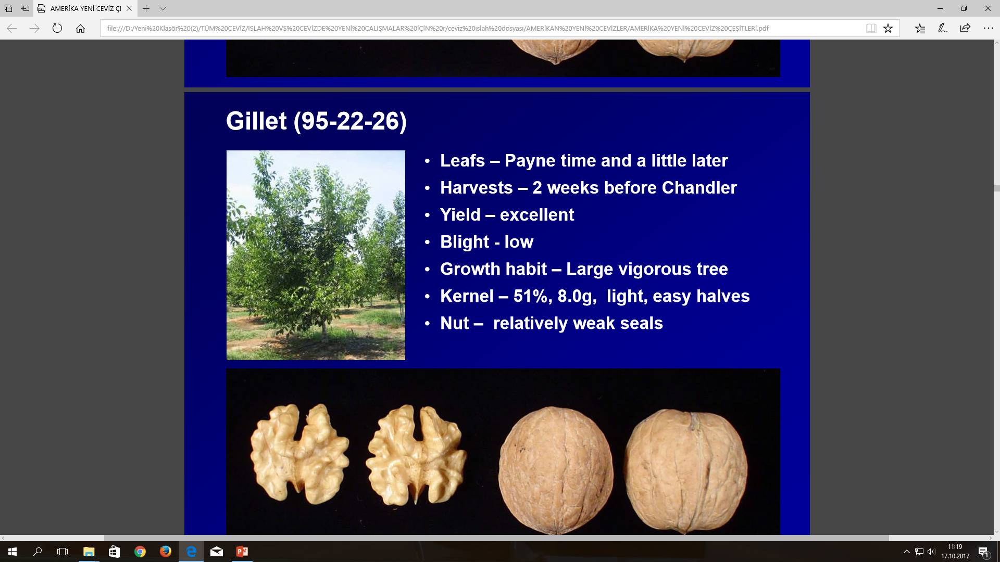 AMERİKA YENİ CEVİZ Ç
file:///D:/Yeni%20Klasör%20(2)/TÜM%20CEVİZ/ISLAH%20VS%20CEVİZDE%20YENİ%20ÇALIŞMALAR%20İÇİN%20r/ceviz%20ıslah%20dosyası/AMERİKAN%20YENİ%20CEVİZLER/AMERİKA%20YENİ%20CEVİZ%20ÇEŞİTLERİ.pdf
Gillet (95-22-26)
• Leafs – Payne time and a little later
• Harvests – 2 weeks before Chandler
• Yield – excellent
• Blight - low
• Growth habit – Large vigorous tree
• Kernel – 51%, 8.0g, light, easy halves
• Nut – relatively weak seals
11:19
17.10.2017
1